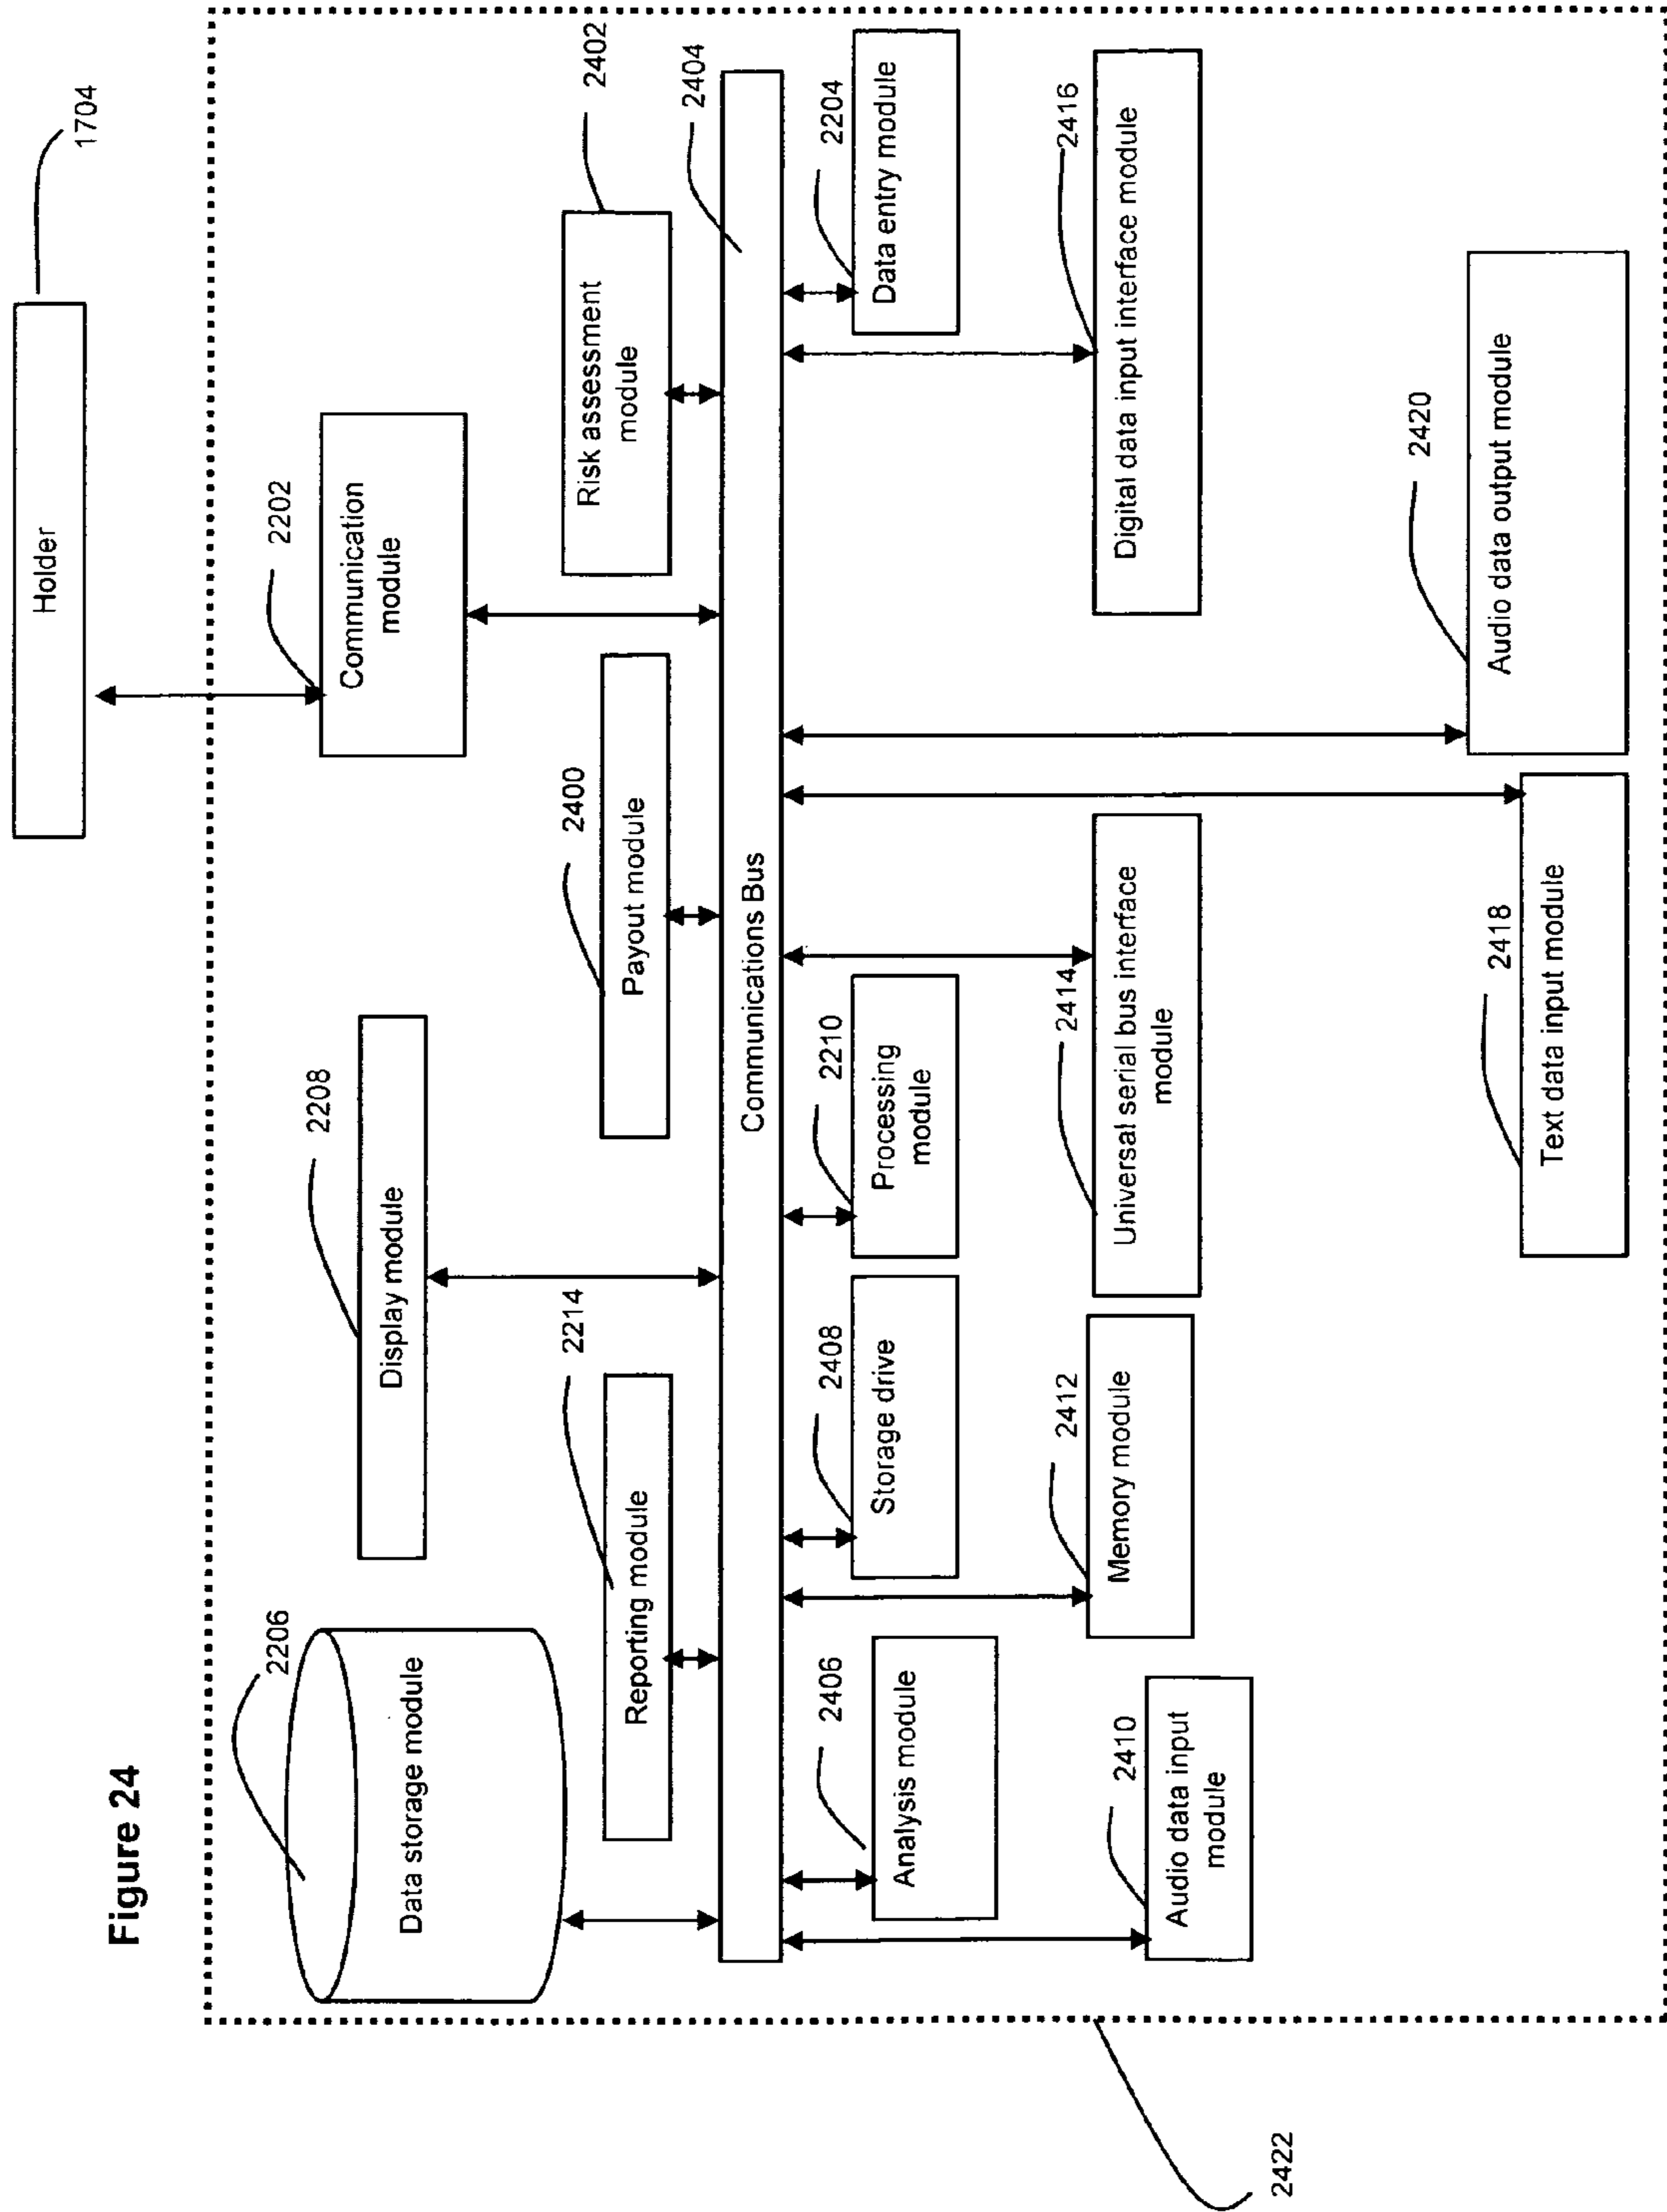 Figure 24
Holder
1704
2206
Data storage module
2208
Display module
2202
Communication
module
2214
Reporting module
2400
Payout module
Risk assessment
module
2402
Communications Bus
2404
2406
Analysis module
2408
Storage drive
2210
Processing
module
2204
Data entry module
2410
Audio data input
module
2412
Memory module
2414
Universal serial bus interface
module
2416
Digital data input interface module
2418
Text data input module
2420
Audio data output module
2422